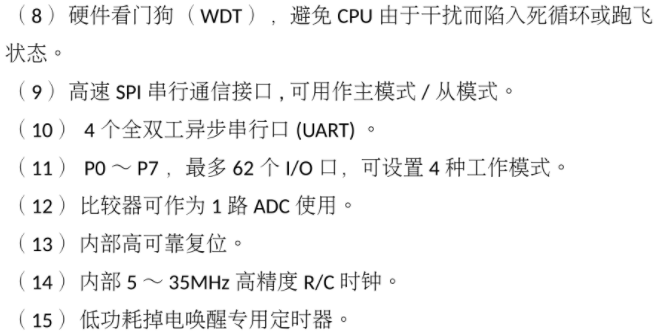 （8）硬件看门狗（WDT），避免 CPU 由于干扰而陷入死循环或跑飞
状态。
（9）高速 SPI 串行通信接口，可用作主模式 / 从模式。
（10） 4 个全双工异步串行口 (UART) 。
（11） P0 ～ P7 ，最多 62 个 I/O 口，可设置 4 种工作模式。
（12）比较器可作为 1 路 ADC 使用。
（13）内部高可靠复位。
（14）内部 5 ～ 35MHz 高精度 R/C 时钟。
（15）低功耗掉电唤醒专用定时器。